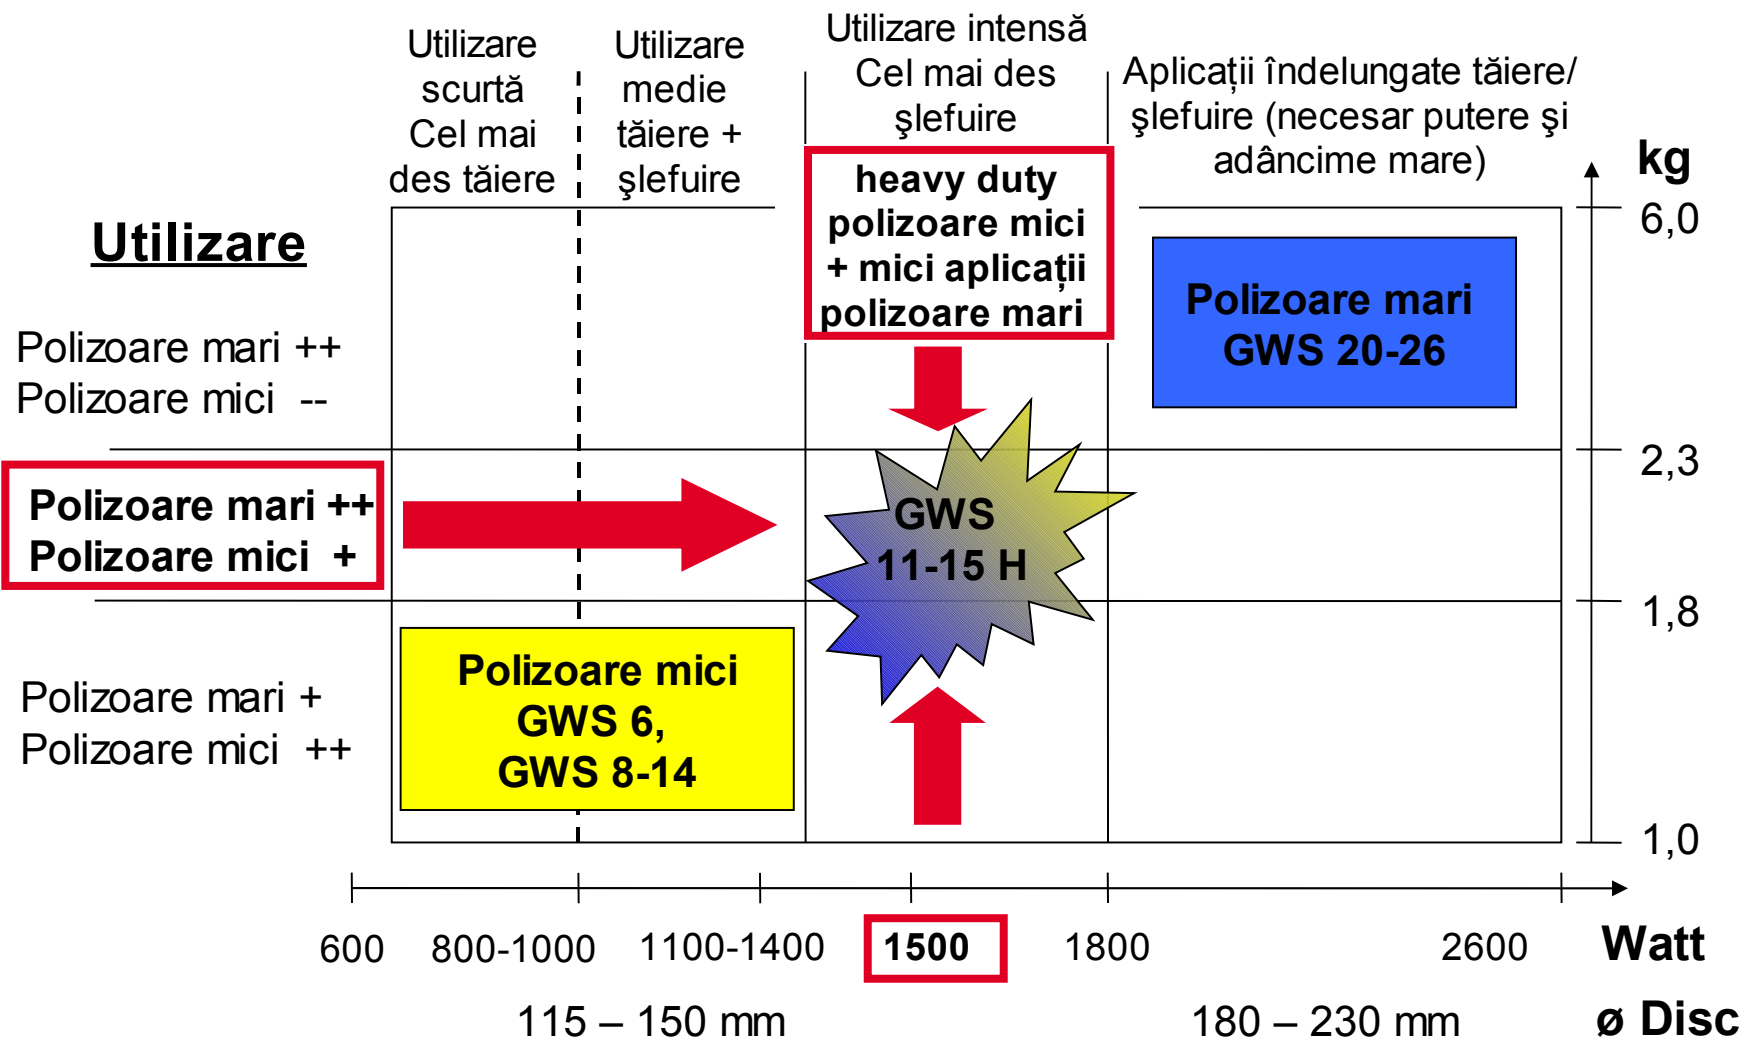 Utilizare
scurtă
Cel mai
des tăiere
Utilizare
medie
tăiere +
şlefuire
Utilizare intensă
Cel mai des
şlefuire
Aplicații îndelungate tăiere/
şlefuire (necesar putere şi
adâncime mare)
kg
heavy duty
polizoare mici
+ mici aplicații
polizoare mari
Utilizare
6,0
Polizoare mari
GWS 20-26
Polizoare mari ++
Polizoare mici --
2,3
Polizoare mari ++
Polizoare mici +
GWS
11-15 H
1,8
Polizoare mari +
Polizoare mici ++
Polizoare mici
GWS 6,
GWS 8-14
1,0
600 800-1000 1100-1400 1500 1800 2600 Watt
115 – 150 mm 180 – 230 mm ø Disc